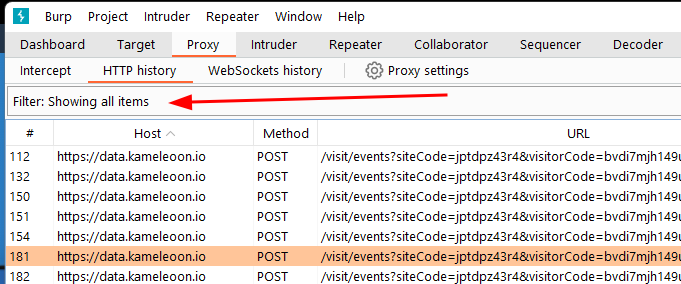 Burp Project Intruder Repeater Window Help
Dashboard Target Proxy Intruder Repeater Collaborator Sequencer Decoder
Intercept HTTP history WebSockets history Proxy settings
Filter: Showing all items
# Host Method URL
112 https://data.kameleoon.io POST /visit/events?siteCode=jptdpz43r4&visitorCode=bvdi7mjh149u
132 https://data.kameleoon.io POST /visit/events?siteCode=jptdpz43r4&visitorCode=bvdi7mjh149u
150 https://data.kameleoon.io POST /visit/events?siteCode=jptdpz43r4&visitorCode=bvdi7mjh149u
151 https://data.kameleoon.io POST /visit/events?siteCode=jptdpz43r4&visitorCode=bvdi7mjh149u
154 https://data.kameleoon.io POST /visit/events?siteCode=jptdpz43r4&visitorCode=bvdi7mjh149u
181 https://data.kameleoon.io POST /visit/events?siteCode=jptdpz43r4&visitorCode=bvdi7mjh149u
182 https://data.kameleoon.io POST /visit/events?siteCode=jptdpz43r4&visitorCode=bvdi7mjh149u